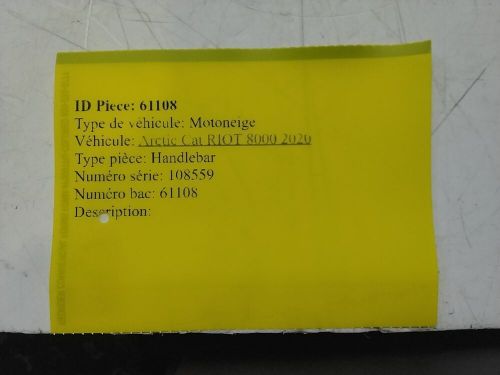 ID Piece: 61108
Type de véhicule: Motoneige
Véhicule: Arctic Cat RIOT 8000 2020
Type pièce: Handlebar
Numéro série: 108559
Numéro bac: 61108
Description: